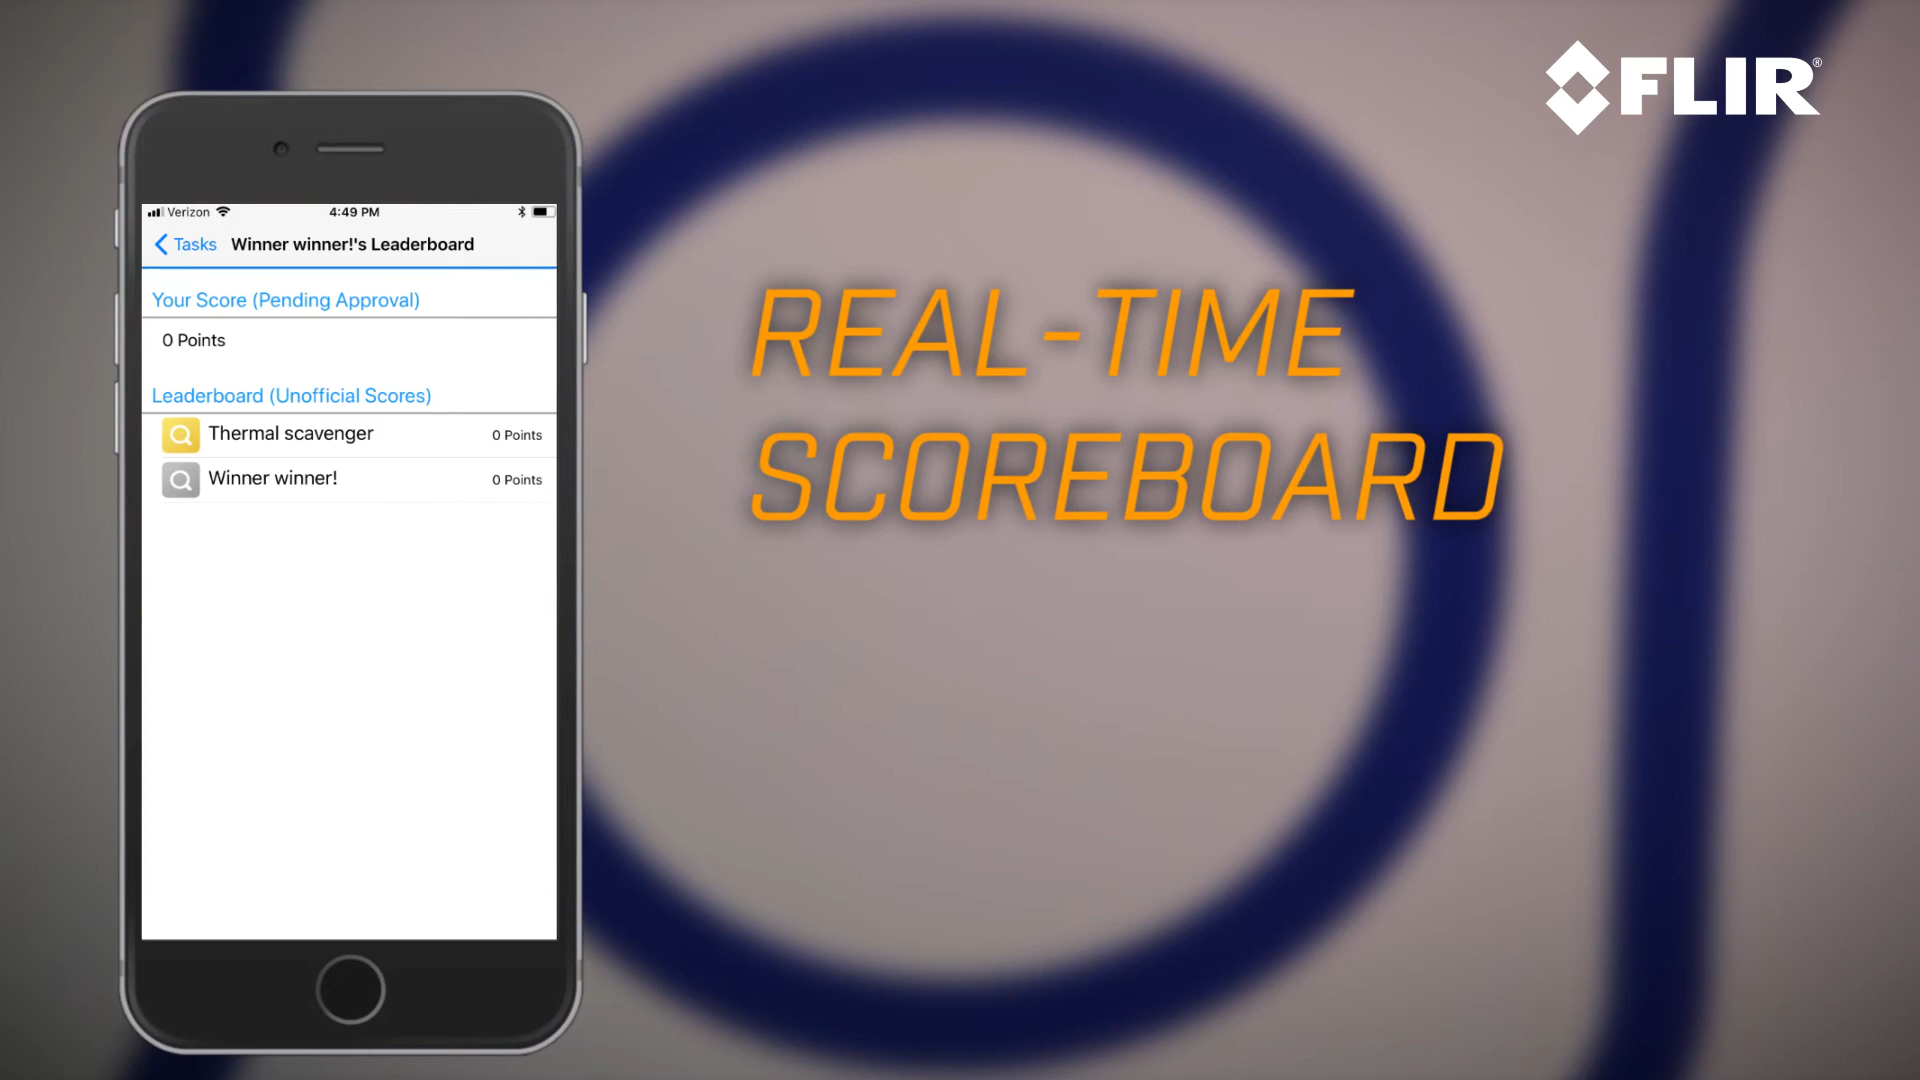 FLIR®
Verizon
4:49 PM
Tasks
Winner winner!'s Leaderboard
Your Score (Pending Approval)
0 Points
Leaderboard (Unofficial Scores)
Thermal scavenger 0 Points
Winner winner! 0 Points
REAL-TIME
SCOREBOARD